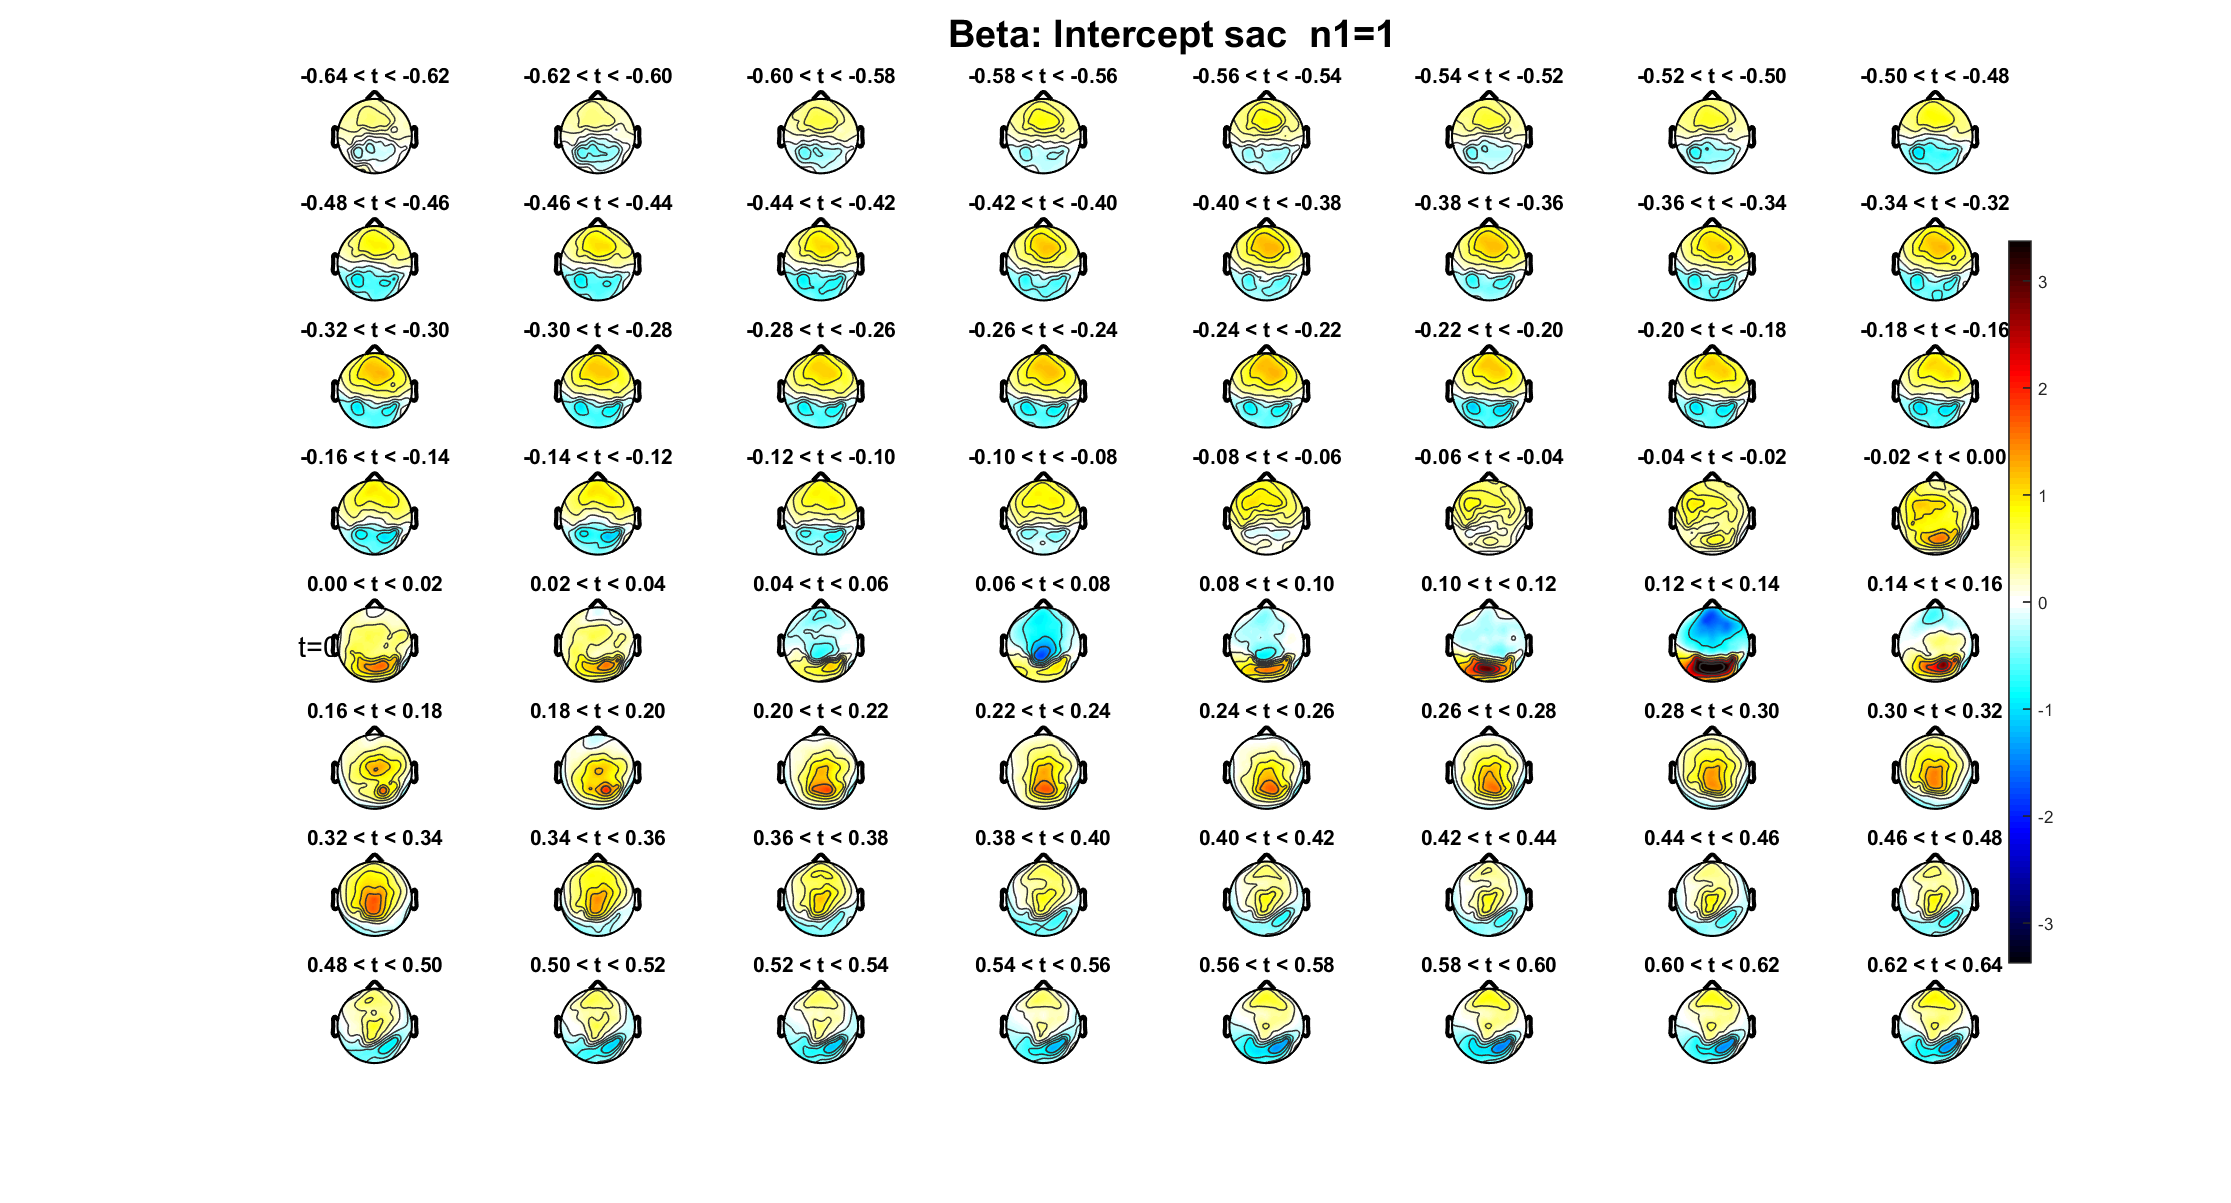 Beta: Intercept sac n1=1
-0.64 < t < -0.62 -0.62 < t < -0.60 -0.60 < t < -0.58 -0.58 < t < -0.56 -0.56 < t < -0.54 -0.54 < t < -0.52 -0.52 < t < -0.50 -0.50 < t < -0.48
-0.48 < t < -0.46 -0.46 < t < -0.44 -0.44 < t < -0.42 -0.42 < t < -0.40 -0.40 < t < -0.38 -0.38 < t < -0.36 -0.36 < t < -0.34 -0.34 < t < -0.32
-0.32 < t < -0.30 -0.30 < t < -0.28 -0.28 < t < -0.26 -0.26 < t < -0.24 -0.24 < t < -0.22 -0.22 < t < -0.20 -0.20 < t < -0.18 -0.18 < t < -0.16
-0.16 < t < -0.14 -0.14 < t < -0.12 -0.12 < t < -0.10 -0.10 < t < -0.08 -0.08 < t < -0.06 -0.06 < t < -0.04 -0.04 < t < -0.02 -0.02 < t < 0.00
0.00 < t < 0.02 0.02 < t < 0.04 0.04 < t < 0.06 0.06 < t < 0.08 0.08 < t < 0.10 0.10 < t < 0.12 0.12 < t < 0.14 0.14 < t < 0.16
t=0
0.16 < t < 0.18 0.18 < t < 0.20 0.20 < t < 0.22 0.22 < t < 0.24 0.24 < t < 0.26 0.26 < t < 0.28 0.28 < t < 0.30 0.30 < t < 0.32
0.32 < t < 0.34 0.34 < t < 0.36 0.36 < t < 0.38 0.38 < t < 0.40 0.40 < t < 0.42 0.42 < t < 0.44 0.44 < t < 0.46 0.46 < t < 0.48
0.48 < t < 0.50 0.50 < t < 0.52 0.52 < t < 0.54 0.54 < t < 0.56 0.56 < t < 0.58 0.58 < t < 0.60 0.60 < t < 0.62 0.62 < t < 0.64
3
2
1
0
-1
-2
-3